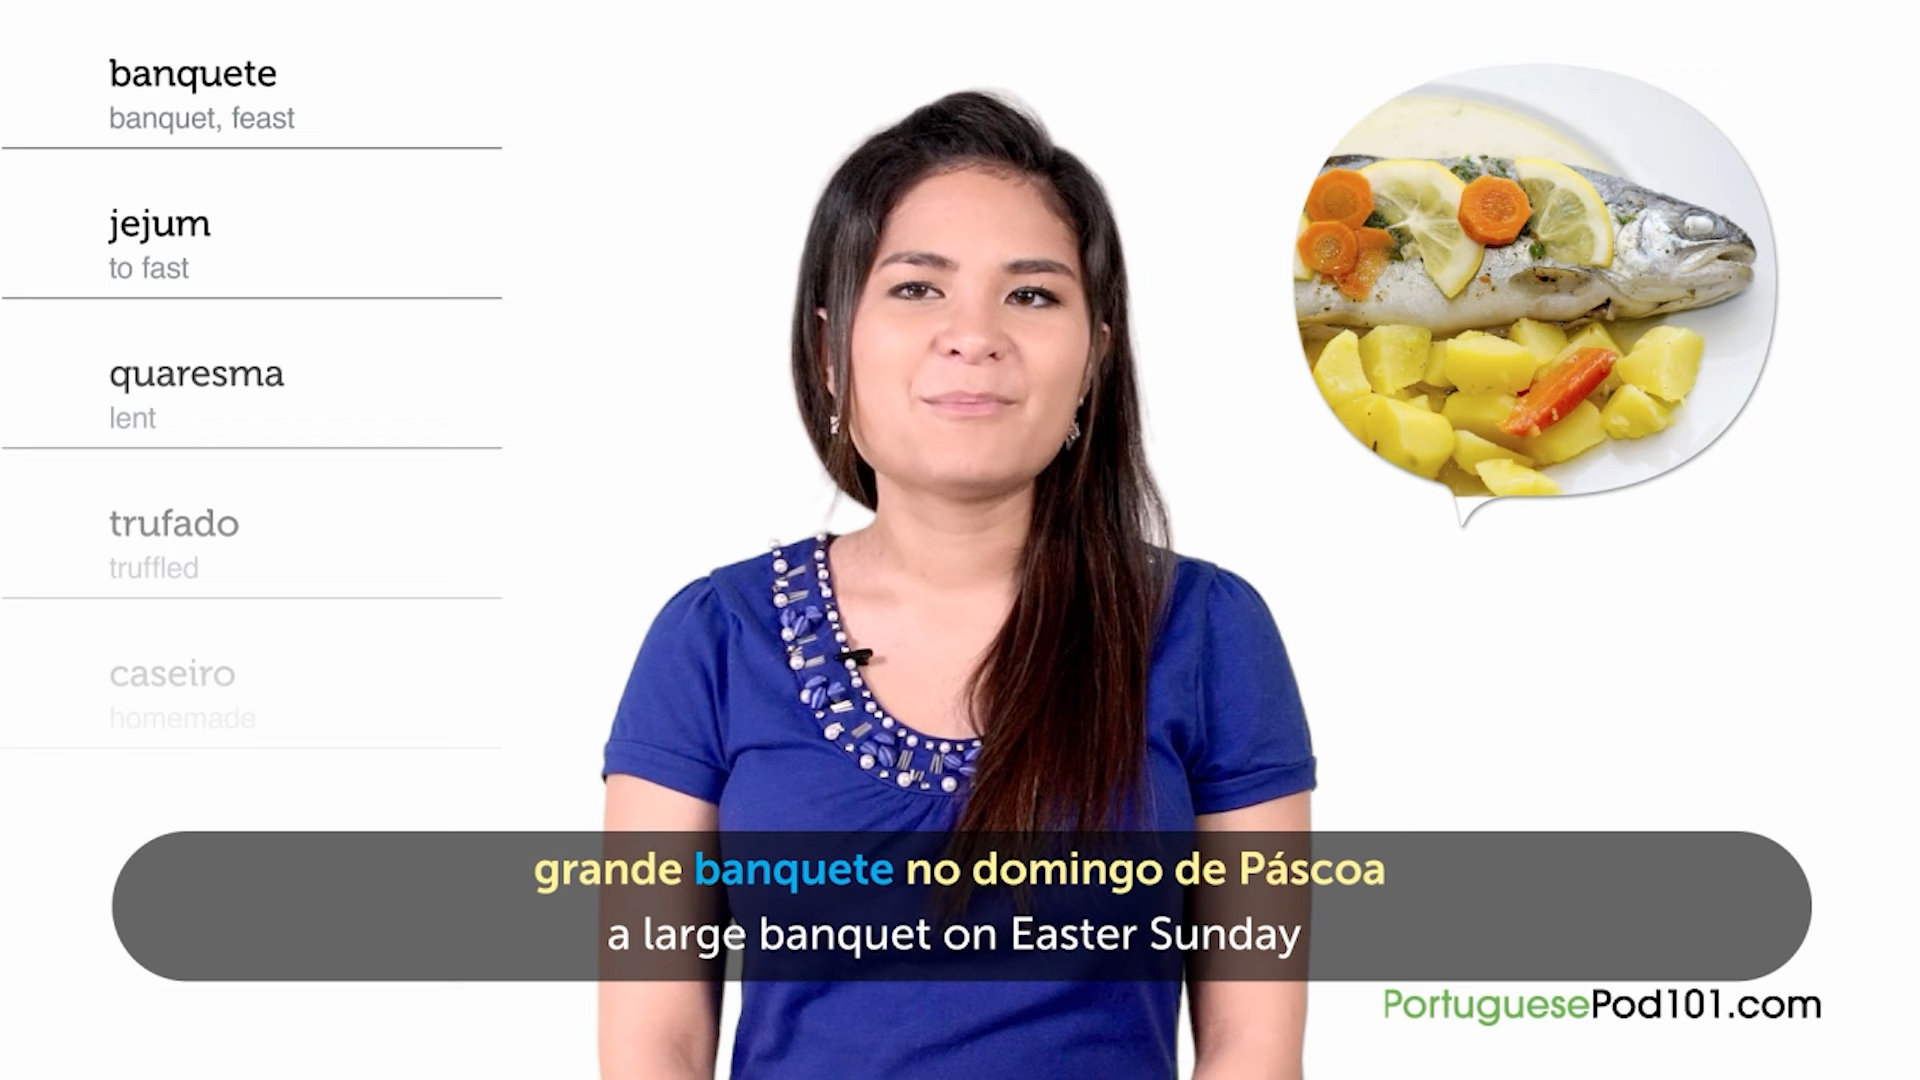 banquete
banquet, feast
jejum
to fast
quaresma
lent
trufado
truffled
caseiro
homemade
grande banquete no domingo de Páscoa
a large banquet on Easter Sunday
PortuguesePod101.com